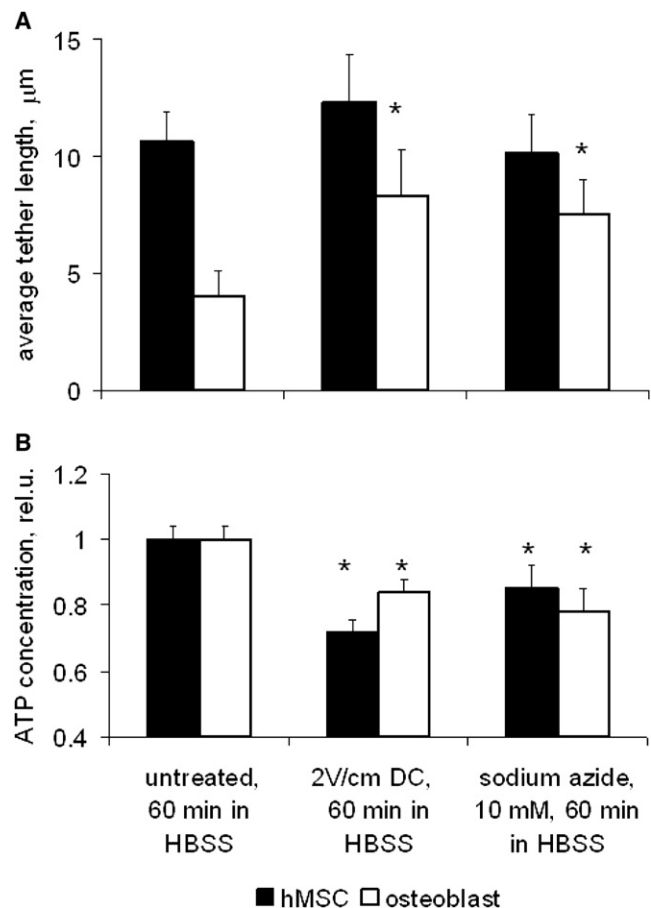 A
15
10
5
0
average tether length, μm
*
*
B
1.2
1
0.8
0.6
0.4
ATP concentration, rel.u.
* * * *
untreated, 60 min in HBSS
2V/cm DC, 60 min in HBSS
sodium azide, 10 mM, 60 min in HBSS
hMSC osteoblast